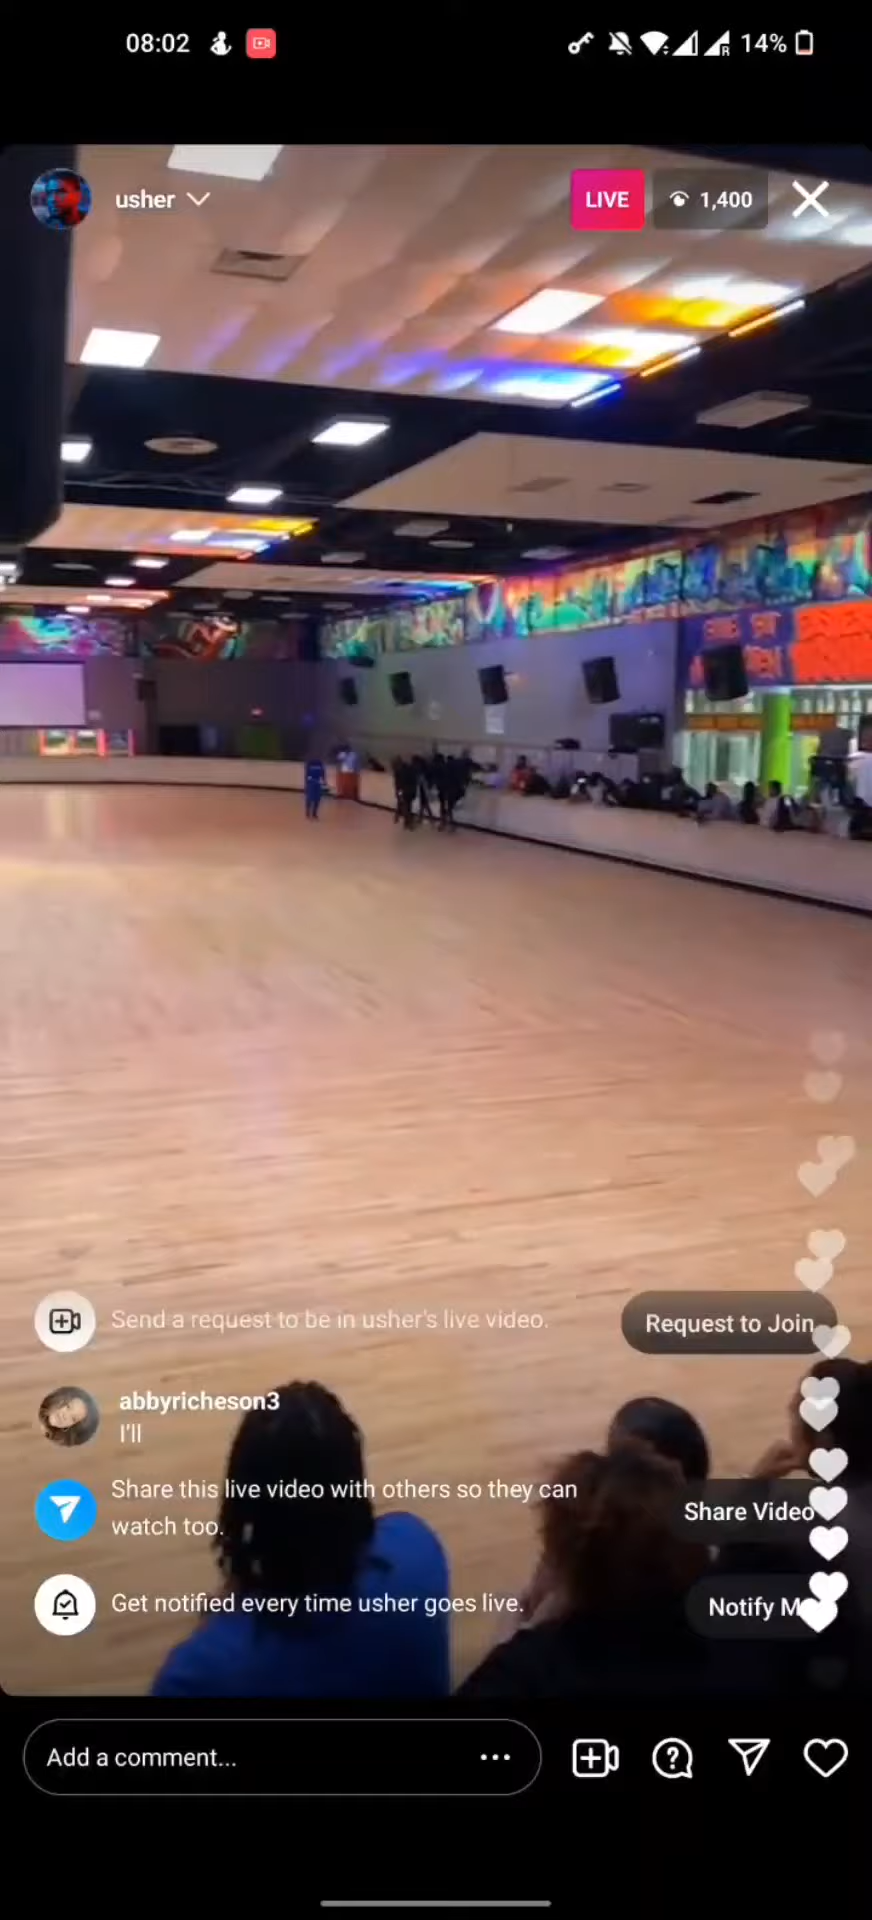 08:02
14%
usher
LIVE
1,400
Send a request to be in usher's live video.
Request to Join
abbyricheson3
I'll
Share this live video with others so they can
watch too.
Share Video
Get notified every time usher goes live.
Notify
Add a comment...